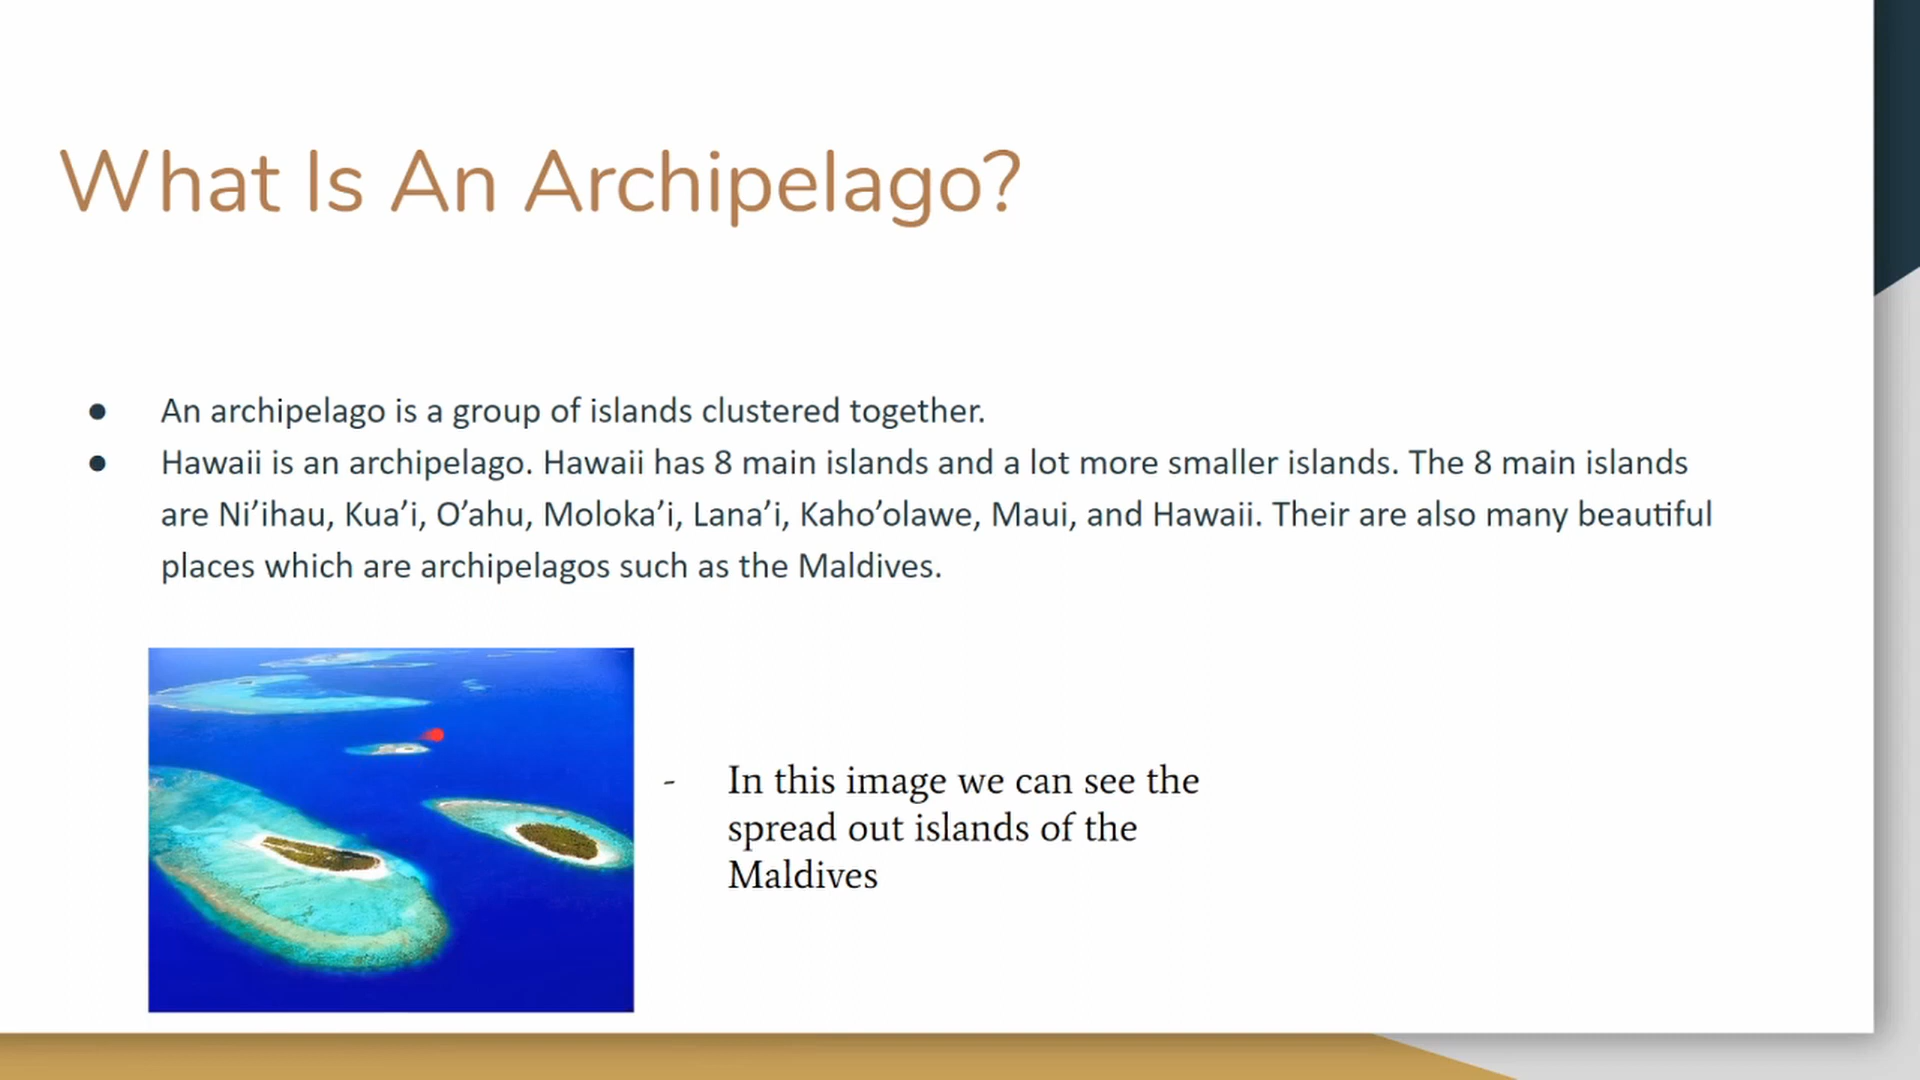 What Is An Archipelago?
● An archipelago is a group of islands clustered together.
● Hawaii is an archipelago. Hawaii has 8 main islands and a lot more smaller islands. The 8 main islands
are Ni’ihau, Kua’i, O’ahu, Moloka’i, Lana’i, Kaho’olawe, Maui, and Hawaii. Their are also many beautiful
places which are archipelagos such as the Maldives.
- In this image we can see the
spread out islands of the
Maldives